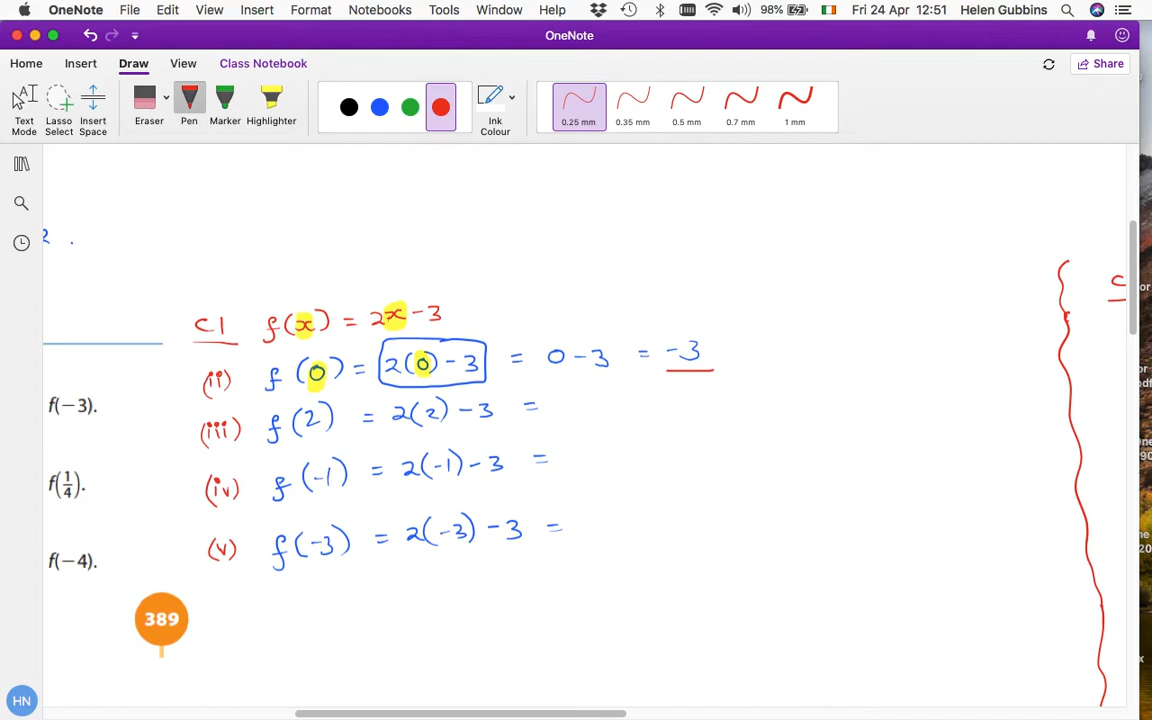 OneNote File Edit View Insert Format Notebooks Tools Window Help 98% Fri 24 Apr 12:51 Helen Gubbins
OneNote
Home Insert Draw View Class Notebook Share
Text Mode Lasso Select Insert Space Eraser Pen Marker Highlighter Ink Colour 0.25 mm 0.35 mm 0.5 mm 0.7 mm 1 mm
2 .
C
C1 f(x) = 2x - 3
(ii) f(0) = 2(0) - 3 = 0 - 3 = -3
f(−3).
(iii) f(2) = 2(2) - 3 =
(iv) f(-1) = 2(-1) - 3 =
f(1/4).
(v) f(-3) = 2(-3) - 3 =
f(−4).
389
HN